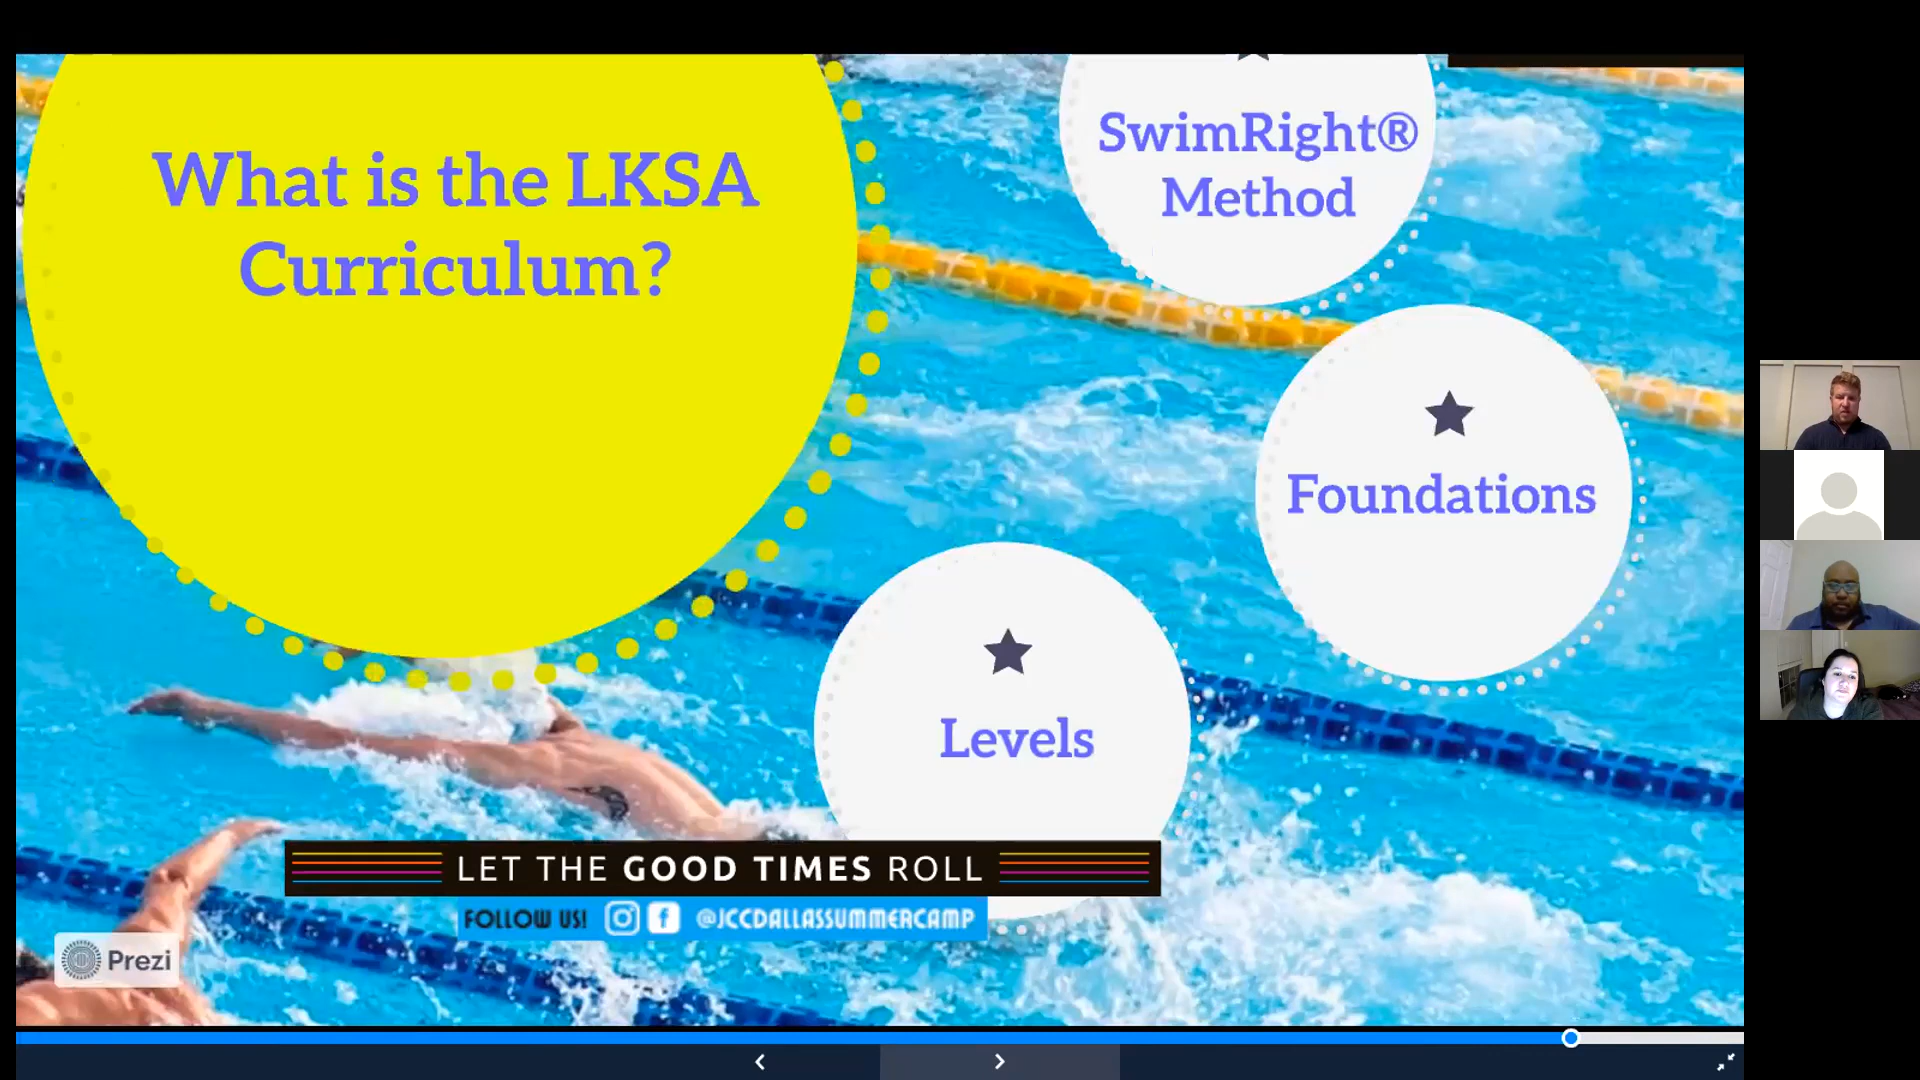 What is the LKSA
Curriculum?
SwimRight®
Method
Foundations
Levels
LET THE GOOD TIMES ROLL
FOLLOW US! @JCCDALLASSUMMERCAMP
Prezi